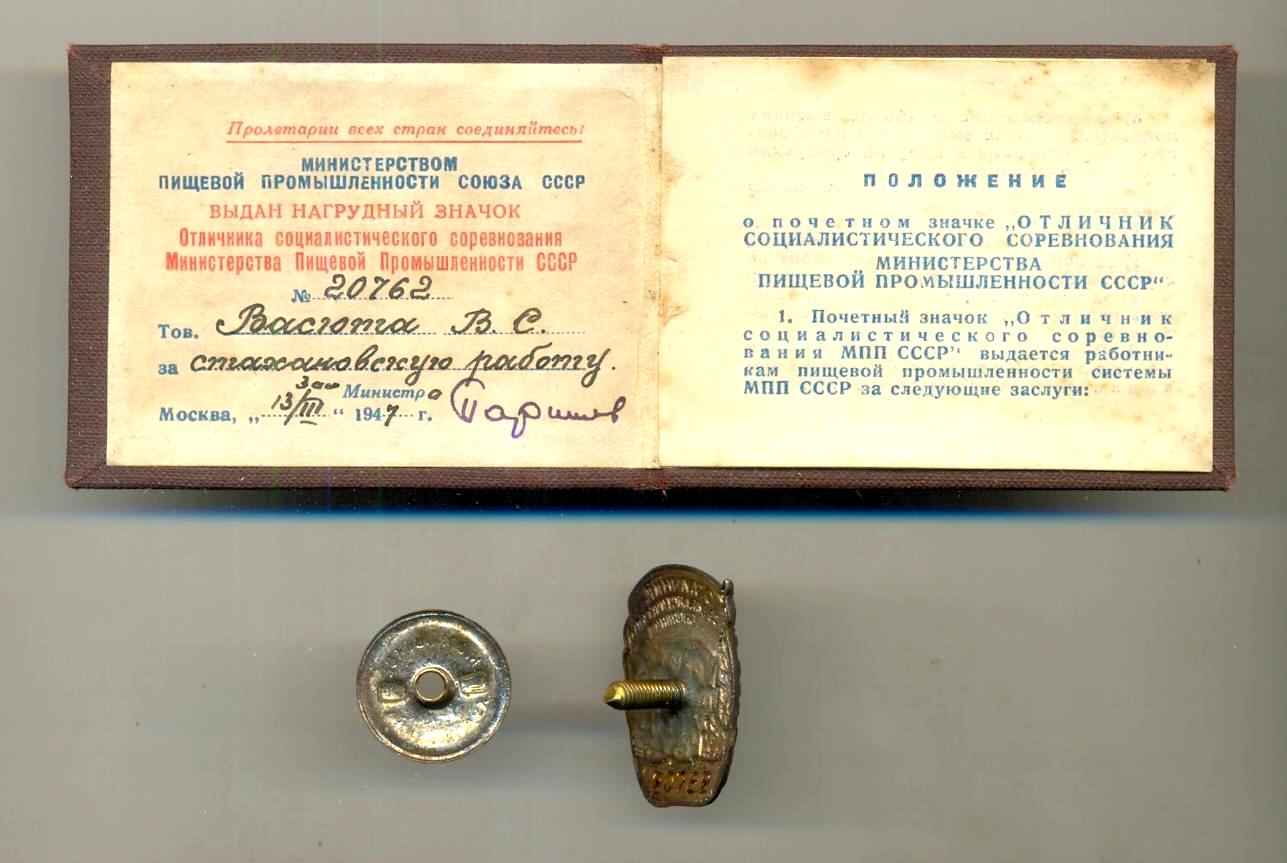 Пролетарии всех стран соединяйтесь!
МИНИСТЕРСТВОМ
ПИЩЕВОЙ ПРОМЫШЛЕННОСТИ СОЮЗА СССР
ВЫДАН НАГРУДНЫЙ ЗНАЧОК
Отличника социалистического соревнования
Министерства Пищевой Промышленности СССР
№ 20762
Тов. Васюта В. С.
за стахановскую работу.
Зам Министра
Москва, „13/III“ 1947 г.
ПОЛОЖЕНИЕ
о почетном значке „ОТЛИЧНИК
СОЦИАЛИСТИЧЕСКОГО СОРЕВНОВАНИЯ
МИНИСТЕРСТВА
ПИЩЕВОЙ ПРОМЫШЛЕННОСТИ СССР“
1. Почетный значок „Отличник
социалистического соревно-
вания МПП СССР“ выдается работни-
кам пищевой промышленности системы
МПП СССР за следующие заслуги:
20762